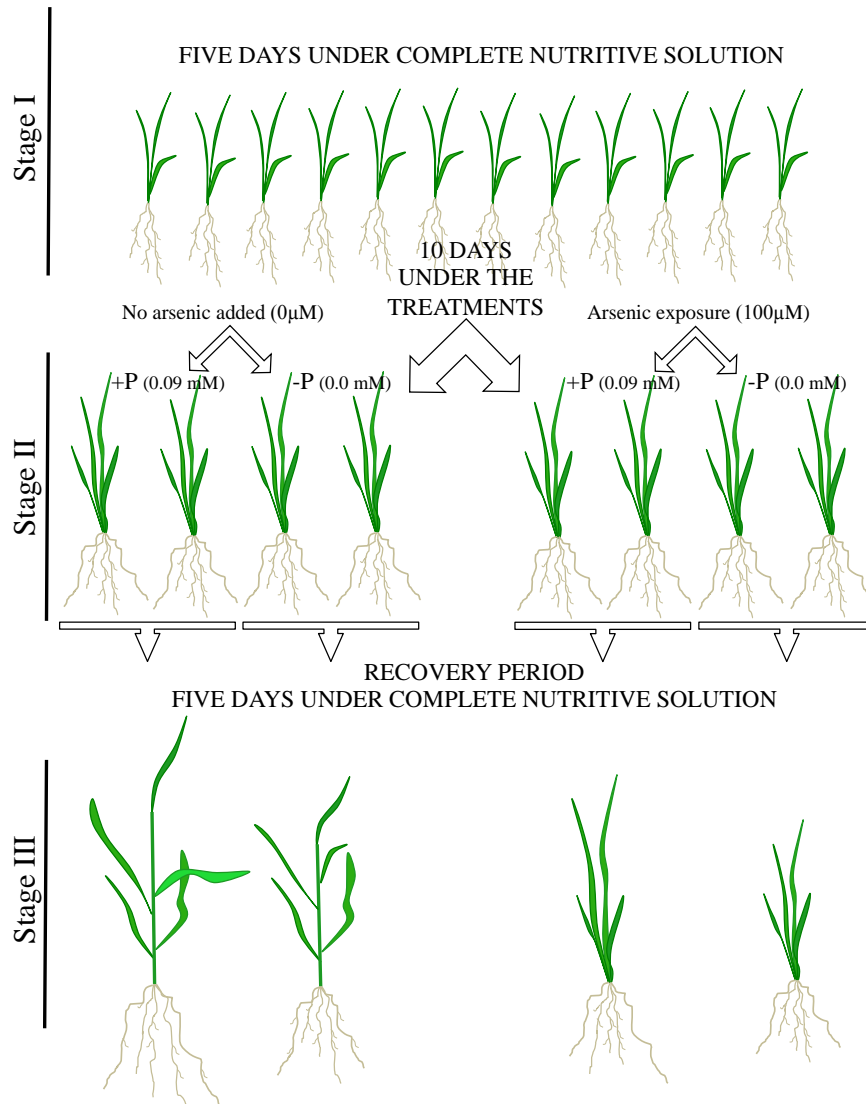 Stage I
FIVE DAYS UNDER COMPLETE NUTRITIVE SOLUTION
10 DAYS
UNDER THE
TREATMENTS
No arsenic added (0μM)
Arsenic exposure (100μM)
Stage II
+P (0.09 mM)
-P (0.0 mM)
+P (0.09 mM)
-P (0.0 mM)
RECOVERY PERIOD
FIVE DAYS UNDER COMPLETE NUTRITIVE SOLUTION
Stage III